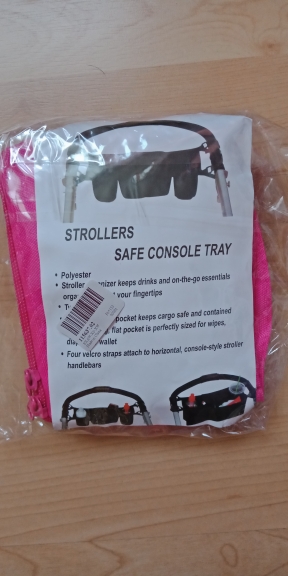 STROLLERS
SAFE CONSOLE TRAY
• Polyester
• Stroller nizer keeps drinks and on-the-go essentials
orga your fingertips
pocket keeps cargo safe and contained
flat pocket is perfectly sized for wipes,
wallet
• Four velcro straps attach to horizontal, console-style stroller
handlebars